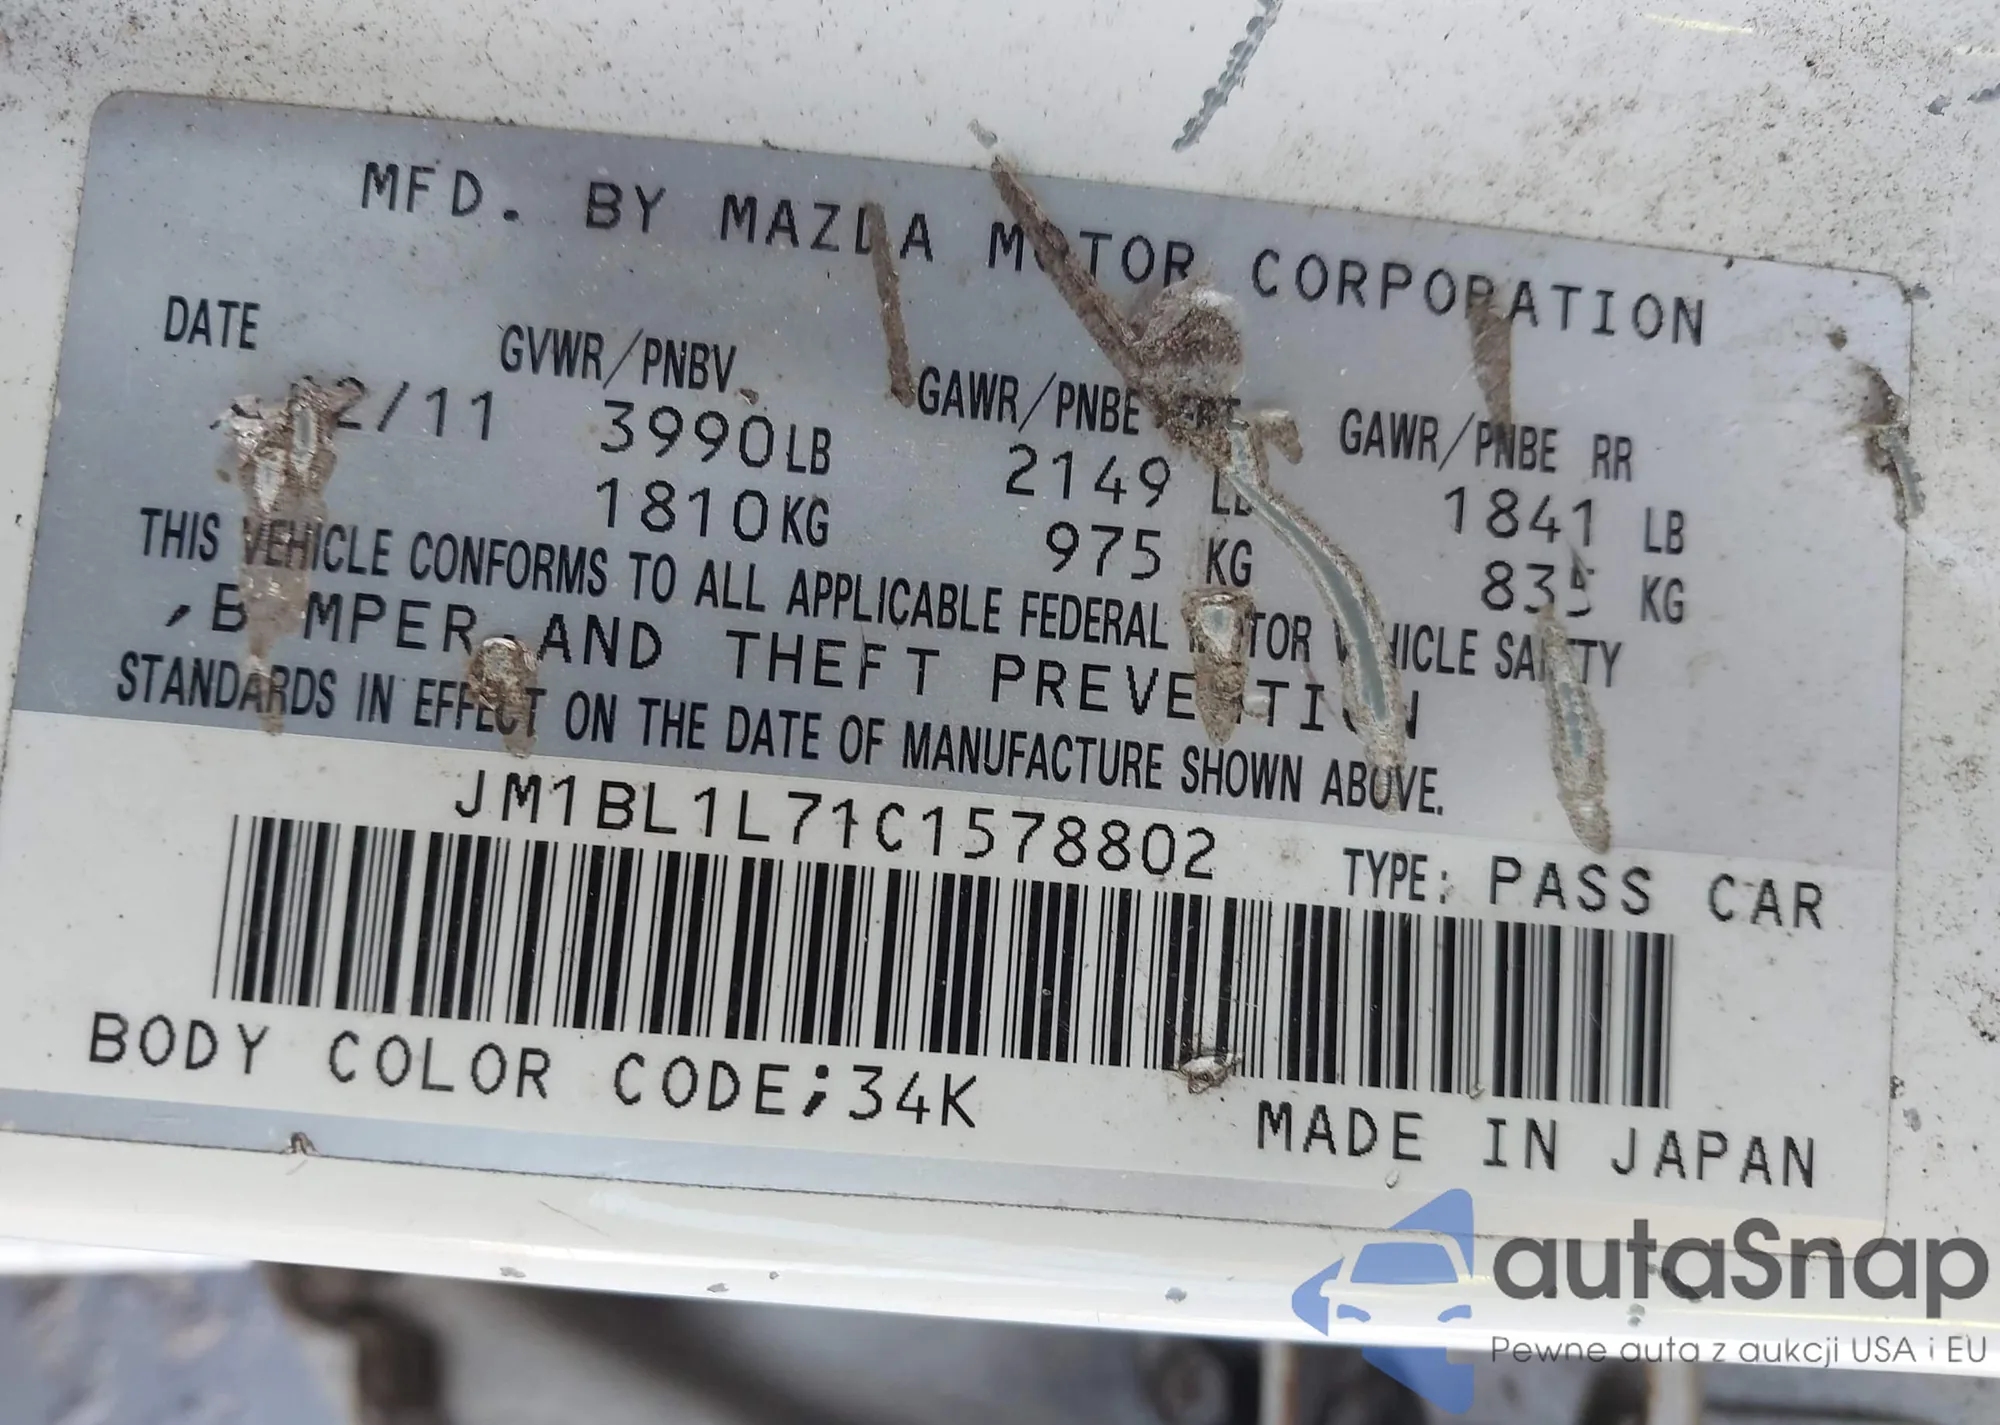 MFD. BY MAZDA MOTOR CORPORATION
DATE GVWR/PNBV GAWR/PNBE FRT GAWR/PNBE RR
2/11 3990LB 2149 LB 1841 LB
1810KG 975 KG 835 KG
THIS VEHICLE CONFORMS TO ALL APPLICABLE FEDERAL MOTOR VEHICLE SAFETY
,BUMPER,AND THEFT PREVENTION
STANDARDS IN EFFECT ON THE DATE OF MANUFACTURE SHOWN ABOVE.
JM1BL1L71C1578802
TYPE: PASS CAR
BODY COLOR CODE;34K
MADE IN JAPAN
autaSnap
Pewne auta z aukcji USA i EU